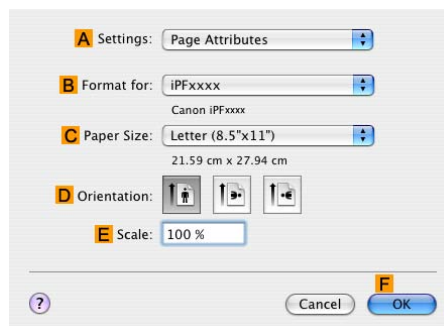 A Settings: Page Attributes
B Format for: iPFxxxx
Canon iPFxxxx
C Paper Size: Letter (8.5"x11")
21.59 cm x 27.94 cm
D Orientation:
E Scale: 100 %
F
? Cancel OK